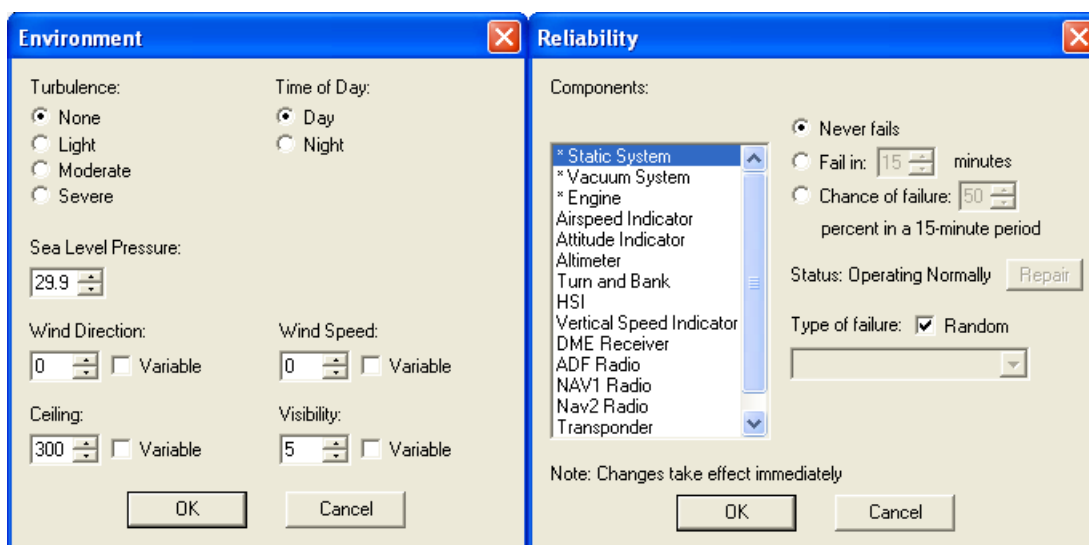 Environment
Turbulence:
None
Light
Moderate
Severe
Time of Day:
Day
Night
Sea Level Pressure:
29.9
Wind Direction:
0 Variable
Wind Speed:
0 Variable
Ceiling:
300 Variable
Visibility:
5 Variable
OK Cancel
Reliability
Components:
* Static System
* Vacuum System
* Engine
Airspeed Indicator
Attitude Indicator
Altimeter
Turn and Bank
HSI
Vertical Speed Indicator
DME Receiver
ADF Radio
NAV1 Radio
Nav2 Radio
Transponder
Never fails
Fail in: 15 minutes
Chance of failure: 50
percent in a 15-minute period
Status: Operating Normally Repair
Type of failure: Random
Note: Changes take effect immediately
OK Cancel